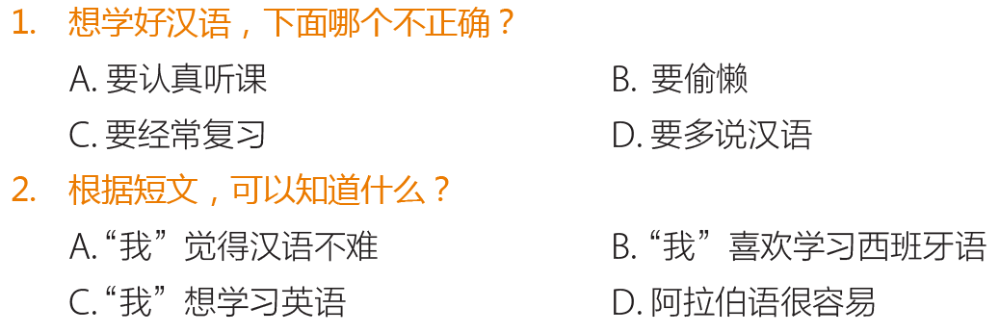 1. 想学好汉语，下面哪个不正确？
A. 要认真听课 B. 要偷懒
C. 要经常复习 D. 要多说汉语
2. 根据短文，可以知道什么？
A. “我”觉得汉语不难 B. “我”喜欢学习西班牙语
C. “我”想学习英语 D. 阿拉伯语很容易